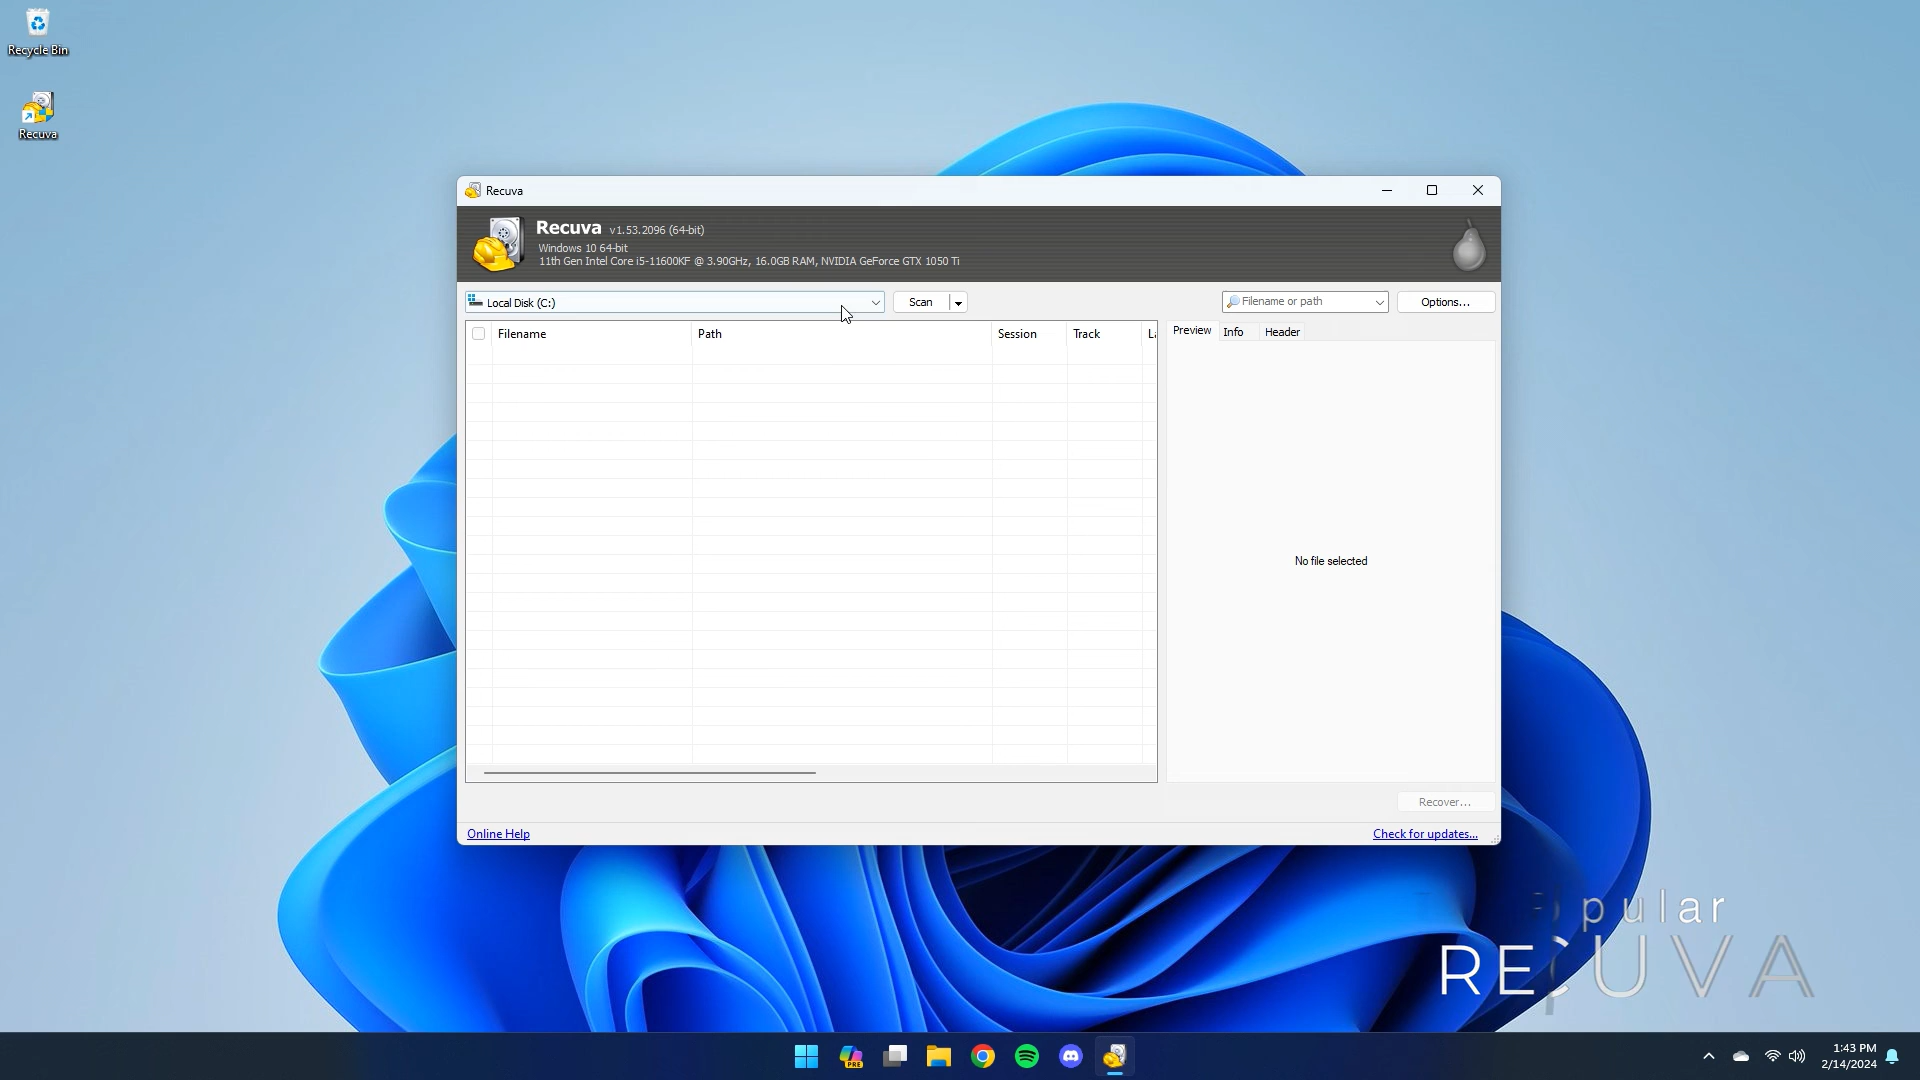 Recycle Bin
Recuva
Recuva
Recuva v1.53.2096 (64-bit)
Windows 10 64-bit
11th Gen Intel Core i5-11600KF @ 3.90GHz, 16.0GB RAM, NVIDIA GeForce GTX 1050 Ti
Local Disk (C:) Scan Filename or path Options...
Filename Path Session Track
Preview Info Header
No file selected
Recover...
Online Help Check for updates...
RECUVA
PRE
1:43 PM
2/14/2024